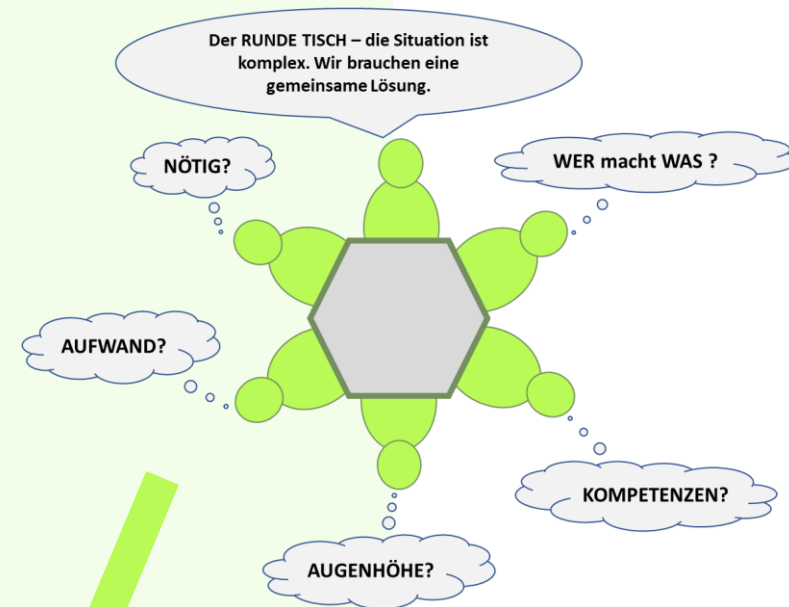 Der RUNDE TISCH – die Situation ist
komplex. Wir brauchen eine
gemeinsame Lösung.
NÖTIG?
WER macht WAS ?
AUFWAND?
KOMPETENZEN?
AUGENHÖHE?